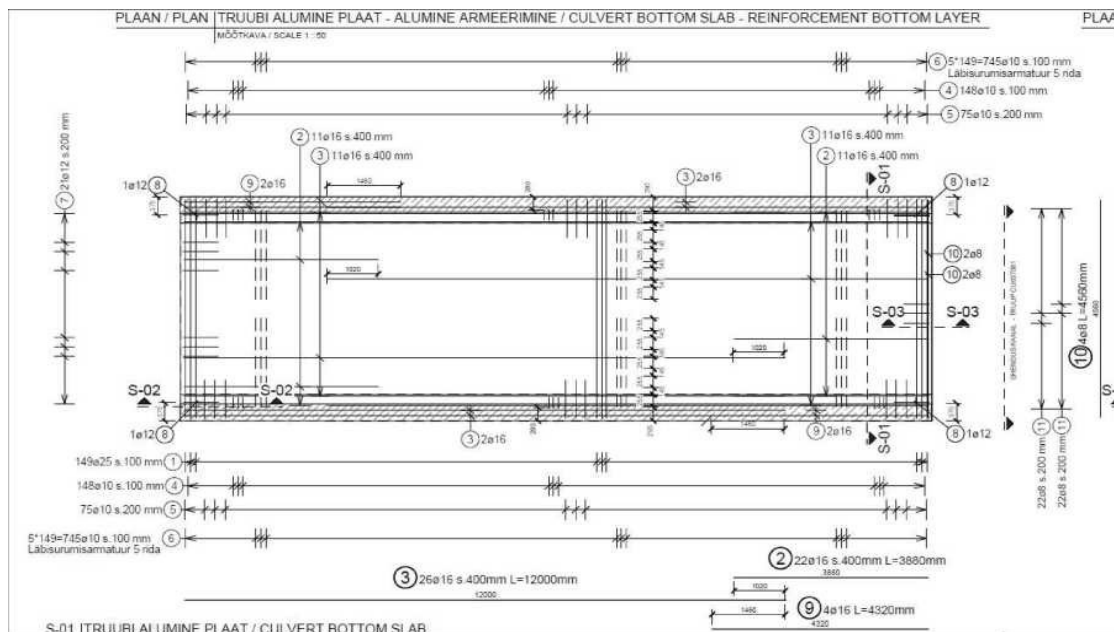 PLAAN / PLAN TRUUBI ALUMINE PLAAT - ALUMINE ARMEERIMINE / CULVERT BOTTOM SLAB - REINFORCEMENT BOTTOM LAYER
PLAA
MÕÕTKAVA / SCALE 1 : 50
6 5*149=745ø10 s.100 mm
Läbisurumisarmatuur 5 rida
4 148ø10 s.100 mm
5 75ø10 s.200 mm
2 11ø16 s.400 mm
3 11ø16 s.400 mm
3 11ø16 s.400 mm
2 11ø16 s.400 mm
7 21ø12 s.200 mm
S-01
1ø12 8
9 2ø16
1460
3 2ø16
8 1ø12
10 2ø8
10 2ø8
1020
S-03 S-03
4560
10 4ø8 L=4560mm
1020
S-02 S-02
S-
1ø12 8
3 2ø16
1460
9 2ø16
S-01
8 1ø12
11
11
22ø8 s.200 mm
22ø8 s.200 mm
149ø25 s.100 mm 1
148ø10 s.100 mm 4
75ø10 s.200 mm 5
5*149=745ø10 s.100 mm 6
Läbisurumisarmatuur 5 rida
2 22ø16 s.400mm L=3880mm
3880
3 26ø16 s.400mm L=12000mm
12000
1020
9 4ø16 L=4320mm
1460
4320
S-01 TRUUBI ALUMINE PLAAT / CULVERT BOTTOM SLAB